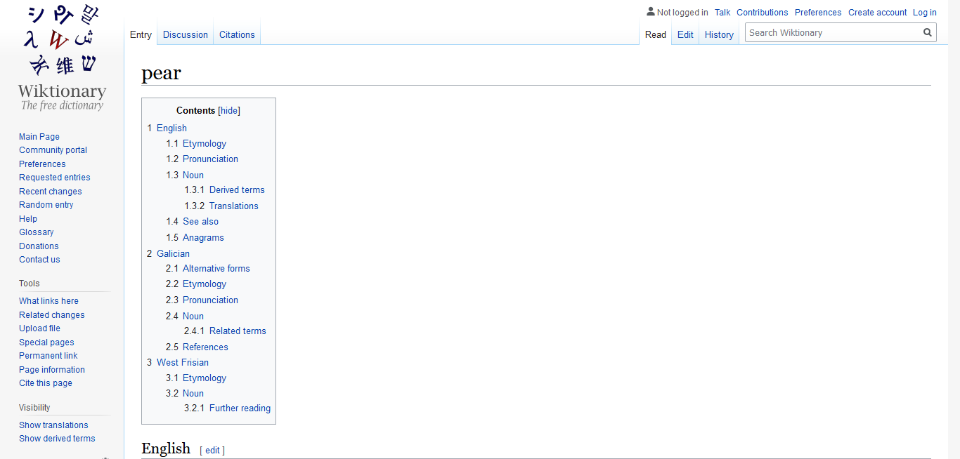 シ რ 말
λ W ش
क 维 ש
Wiktionary
The free dictionary
Main Page
Community portal
Preferences
Requested entries
Recent changes
Random entry
Help
Glossary
Donations
Contact us
Tools
What links here
Related changes
Upload file
Special pages
Permanent link
Page information
Cite this page
Visibility
Show translations
Show derived terms
Not logged in Talk Contributions Preferences Create account Log in
Entry Discussion Citations Read Edit History Search Wiktionary
pear
Contents [hide]
1 English
1.1 Etymology
1.2 Pronunciation
1.3 Noun
1.3.1 Derived terms
1.3.2 Translations
1.4 See also
1.5 Anagrams
2 Galician
2.1 Alternative forms
2.2 Etymology
2.3 Pronunciation
2.4 Noun
2.4.1 Related terms
2.5 References
3 West Frisian
3.1 Etymology
3.2 Noun
3.2.1 Further reading
English [ edit ]